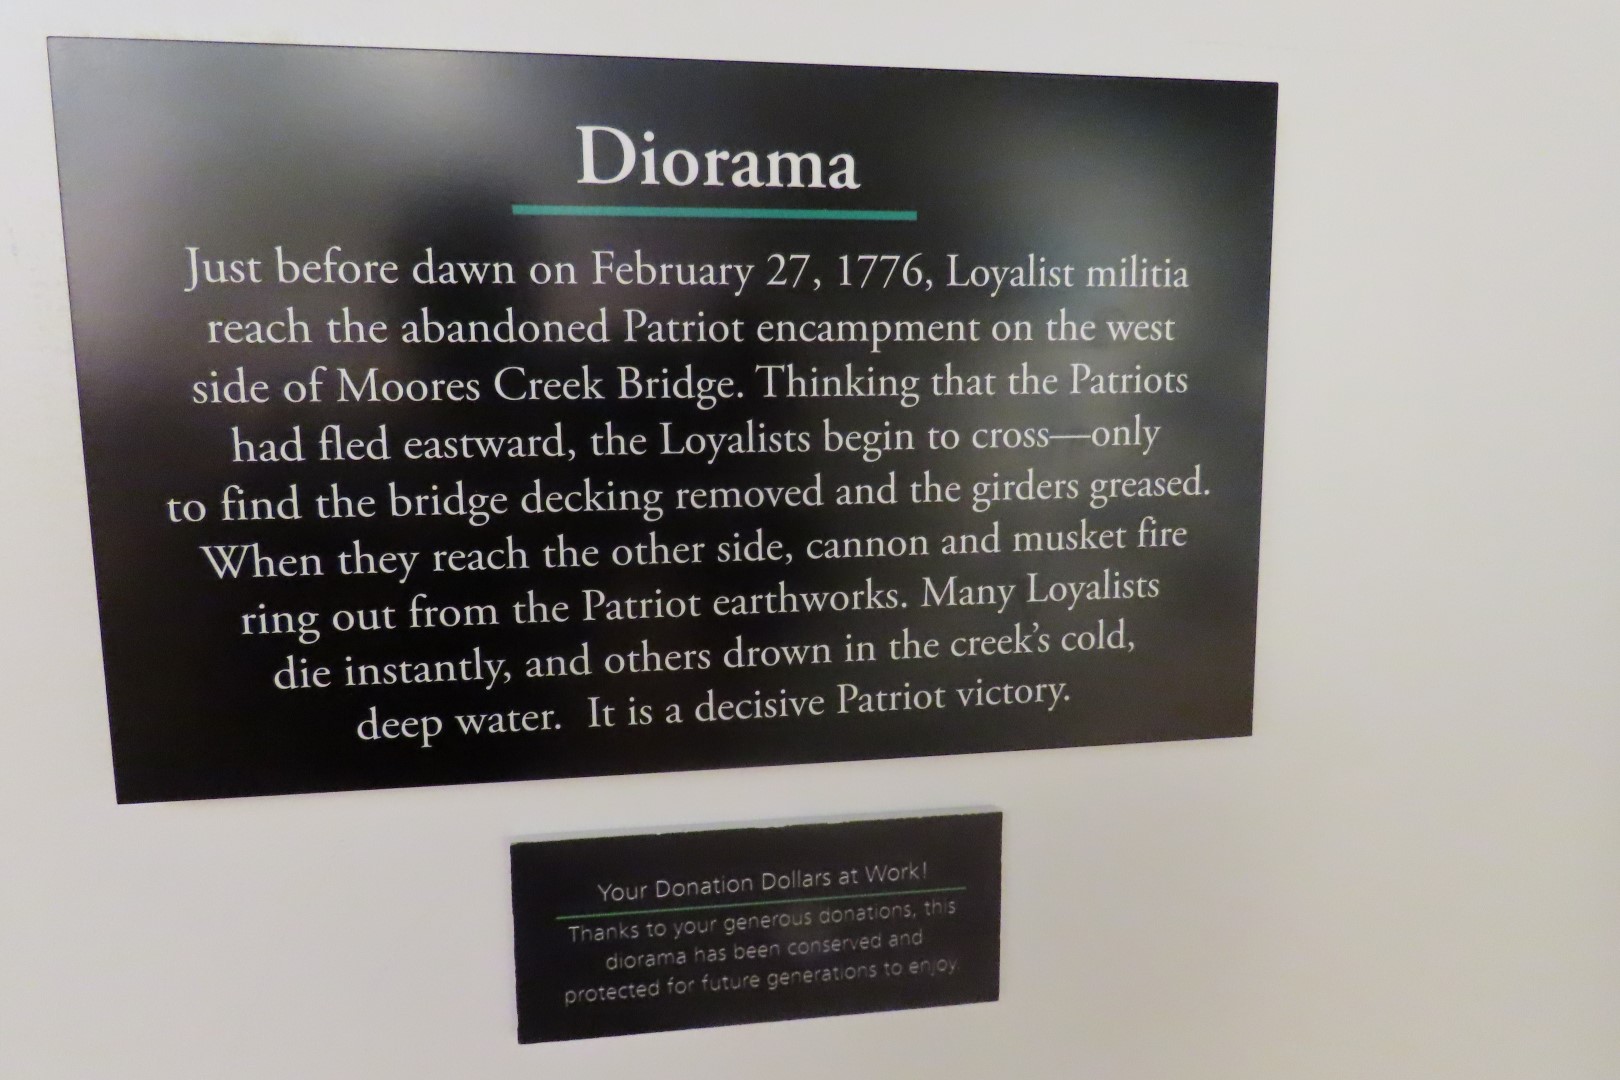 Diorama
Just before dawn on February 27, 1776, Loyalist militia
reach the abandoned Patriot encampment on the west
side of Moores Creek Bridge. Thinking that the Patriots
had fled eastward, the Loyalists begin to cross—only
to find the bridge decking removed and the girders greased.
When they reach the other side, cannon and musket fire
ring out from the Patriot earthworks. Many Loyalists
die instantly, and others drown in the creek's cold,
deep water. It is a decisive Patriot victory.
Your Donation Dollars at Work!
Thanks to your generous donations, this
diorama has been conserved and
protected for future generations to enjoy.